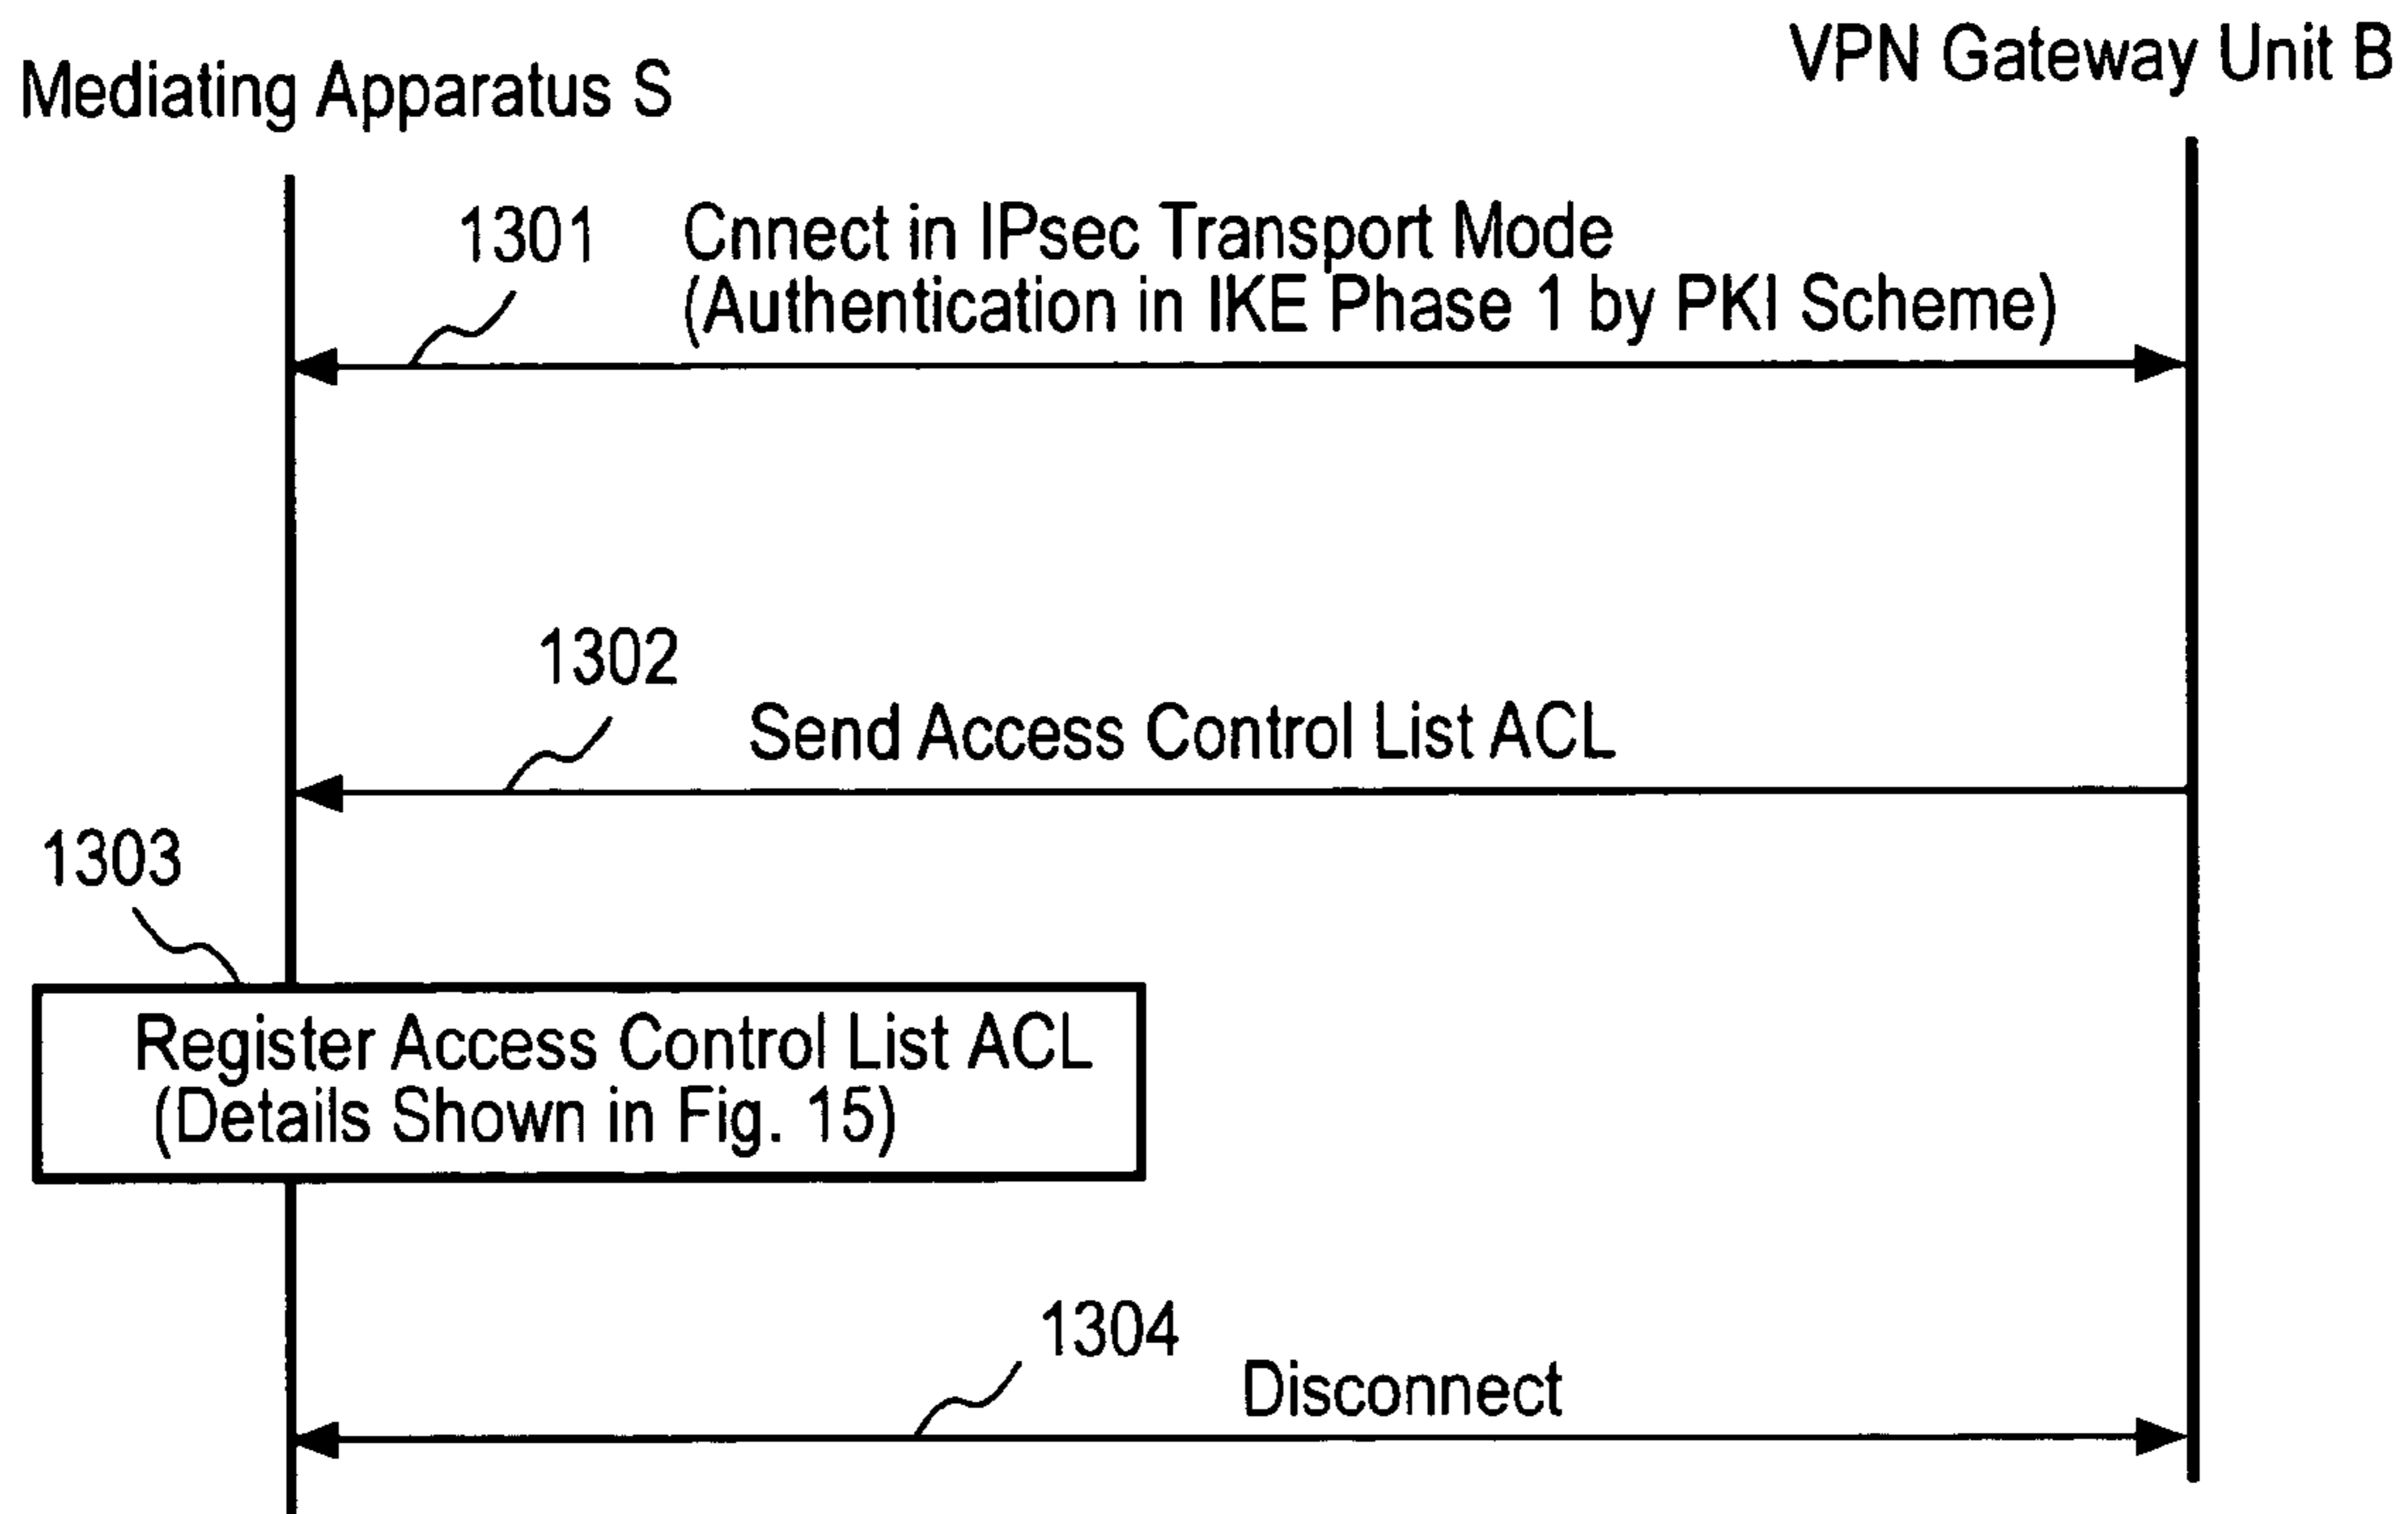 Mediating Apparatus S
VPN Gateway Unit B
1301
Cnnect in IPsec Transport Mode
(Authentication in IKE Phase 1 by PKI Scheme)
1302
Send Access Control List ACL
1303
Register Access Control List ACL
(Details Shown in Fig. 15)
1304
Disconnect